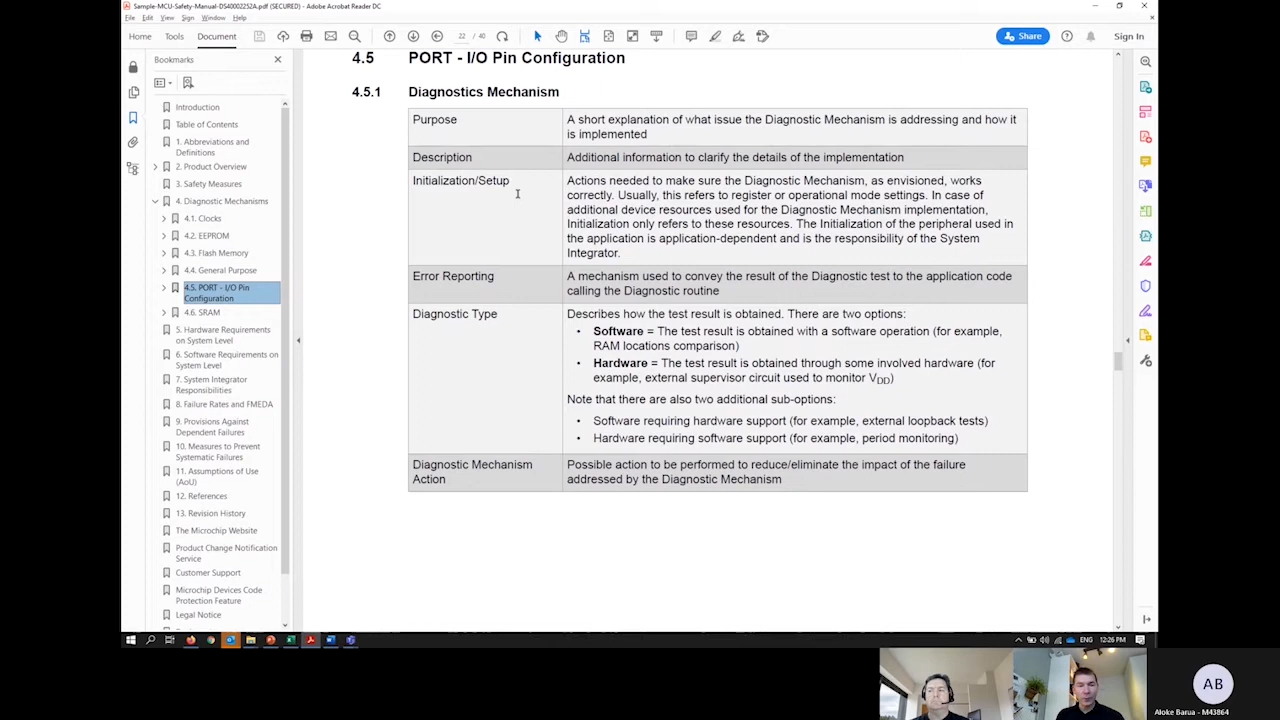 Sample-MCU-Safety-Manual-DS40002252A.pdf (SECURED) - Adobe Acrobat Reader DC
File Edit View Sign Window Help
Home Tools Document 22 / 40 Share Sign In
Bookmarks
Introduction
Table of Contents
1. Abbreviations and
Definitions
2. Product Overview
3. Safety Measures
4. Diagnostic Mechanisms
4.1. Clocks
4.2. EEPROM
4.3. Flash Memory
4.4. General Purpose
4.5. PORT - I/O Pin
Configuration
4.6. SRAM
5. Hardware Requirements
on System Level
6. Software Requirements on
System Level
7. System Integrator
Responsibilities
8. Failure Rates and FMEDA
9. Provisions Against
Dependent Failures
10. Measures to Prevent
Systematic Failures
11. Assumptions of Use
(AoU)
12. References
13. Revision History
The Microchip Website
Product Change Notification
Service
Customer Support
Microchip Devices Code
Protection Feature
Legal Notice
4.5 PORT - I/O Pin Configuration
4.5.1 Diagnostics Mechanism
Purpose A short explanation of what issue the Diagnostic Mechanism is addressing and how it
is implemented
Description Additional information to clarify the details of the implementation
Initialization/Setup Actions needed to make sure the Diagnostic Mechanism, as envisioned, works
correctly. Usually, this refers to register or operational mode settings. In case of
additional device resources used for the Diagnostic Mechanism implementation,
Initialization only refers to these resources. The Initialization of the peripheral used in
the application is application-dependent and is the responsibility of the System
Integrator.
Error Reporting A mechanism used to convey the result of the Diagnostic test to the application code
calling the Diagnostic routine
Diagnostic Type Describes how the test result is obtained. There are two options:
• Software = The test result is obtained with a software operation (for example,
RAM locations comparison)
• Hardware = The test result is obtained through some involved hardware (for
example, external supervisor circuit used to monitor VDD)
Note that there are also two additional sub-options:
• Software requiring hardware support (for example, external loopback tests)
• Hardware requiring software support (for example, period monitoring)
Diagnostic Mechanism Possible action to be performed to reduce/eliminate the impact of the failure
Action addressed by the Diagnostic Mechanism
ENG 12:26 PM
AB
Aloke Barua - M43864